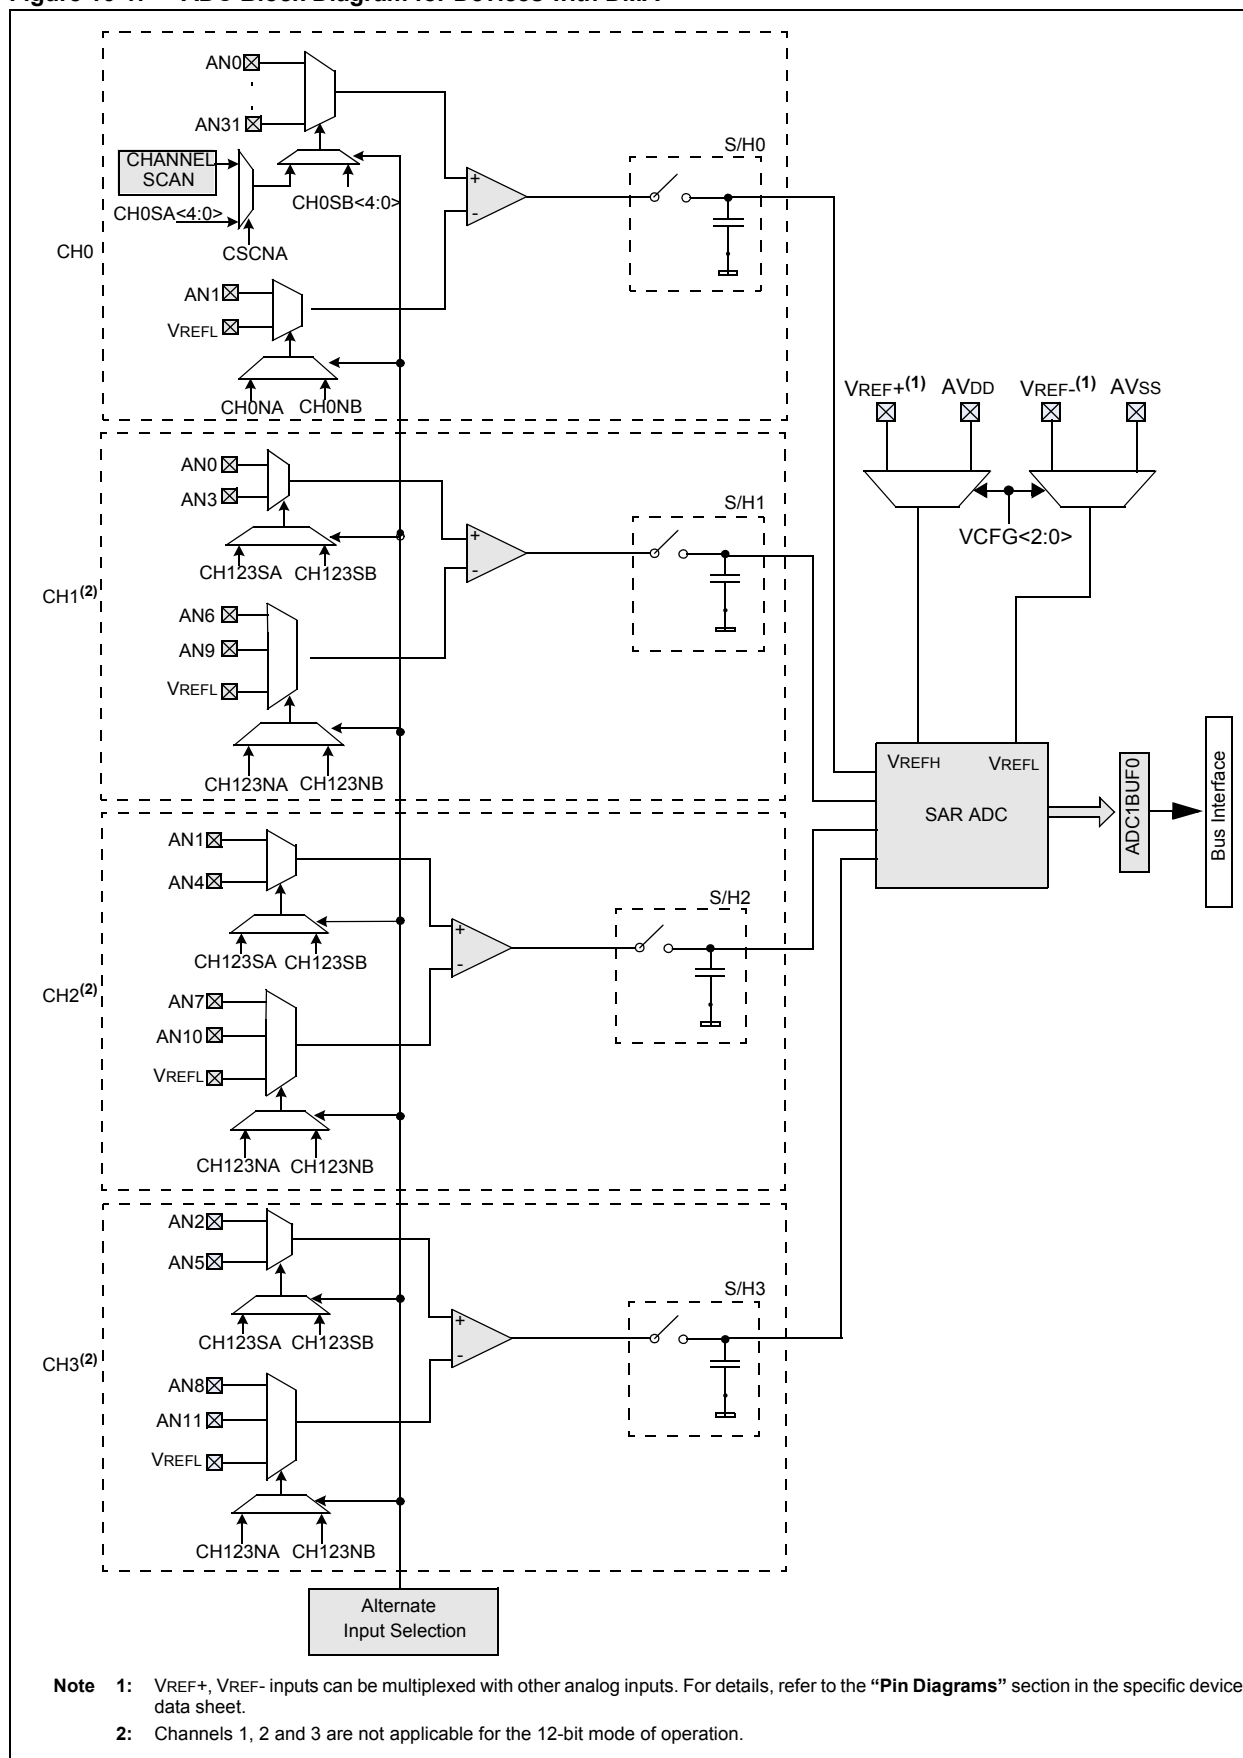 AN0
AN31
CHANNEL
SCAN
CH0SA<4:0>
CH0SB<4:0>
CSCNA
CH0
AN1
VREFL
CH0NA
CH0NB
+
-
S/H0
VREF+(1)
AVDD
VREF-(1)
AVSS
VCFG<2:0>
AN0
AN3
CH123SA
CH123SB
CH1(2)
AN6
AN9
VREFL
CH123NA
CH123NB
+
-
S/H1
VREFH
VREFL
SAR ADC
ADC1BUF0
Bus Interface
AN1
AN4
CH123SA
CH123SB
CH2(2)
AN7
AN10
VREFL
CH123NA
CH123NB
+
-
S/H2
AN2
AN5
CH123SA
CH123SB
CH3(2)
AN8
AN11
VREFL
CH123NA
CH123NB
+
-
S/H3
Alternate
Input Selection
Note 1: VREF+, VREF- inputs can be multiplexed with other analog inputs. For details, refer to the “Pin Diagrams” section in the specific device
data sheet.
2: Channels 1, 2 and 3 are not applicable for the 12-bit mode of operation.